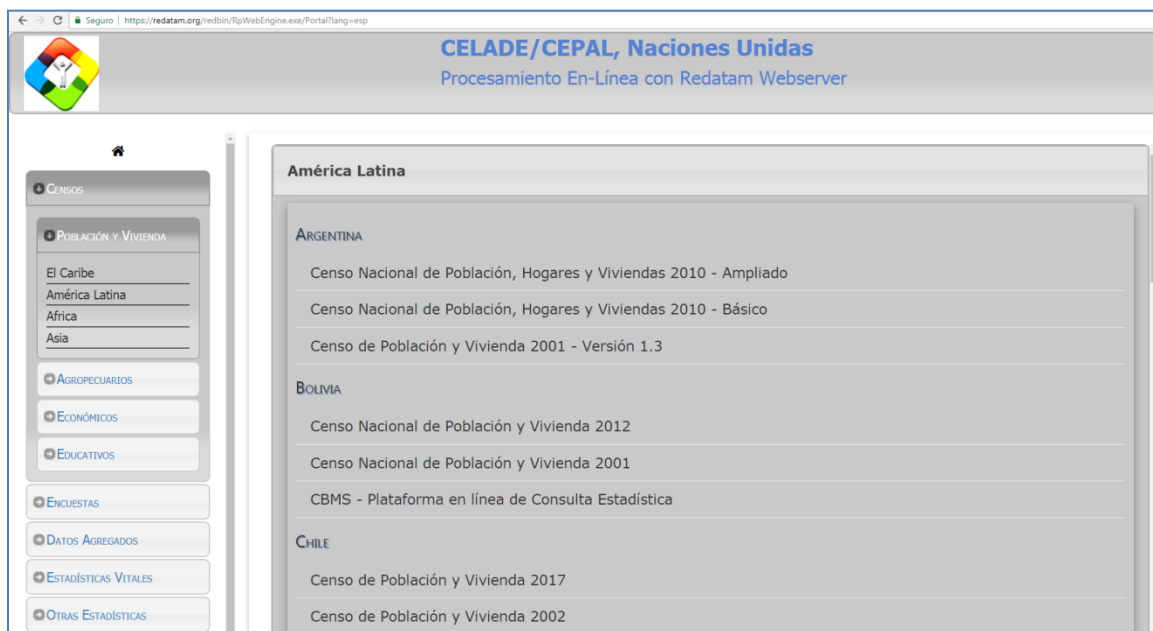 Seguro | https://redatam.org/redbin/RpWebEngine.exe/Portal?lang=esp
CELADE/CEPAL, Naciones Unidas
Procesamiento En-Línea con Redatam Webserver
Censos
Población y Vivienda
El Caribe
América Latina
Africa
Asia
Agropecuarios
Económicos
Educativos
Encuestas
Datos Agregados
Estadísticas Vitales
Otras Estadísticas
América Latina
Argentina
Censo Nacional de Población, Hogares y Viviendas 2010 - Ampliado
Censo Nacional de Población, Hogares y Viviendas 2010 - Básico
Censo de Población y Vivienda 2001 - Versión 1.3
Bolivia
Censo Nacional de Población y Vivienda 2012
Censo Nacional de Población y Vivienda 2001
CBMS - Plataforma en línea de Consulta Estadística
Chile
Censo de Población y Vivienda 2017
Censo de Población y Vivienda 2002